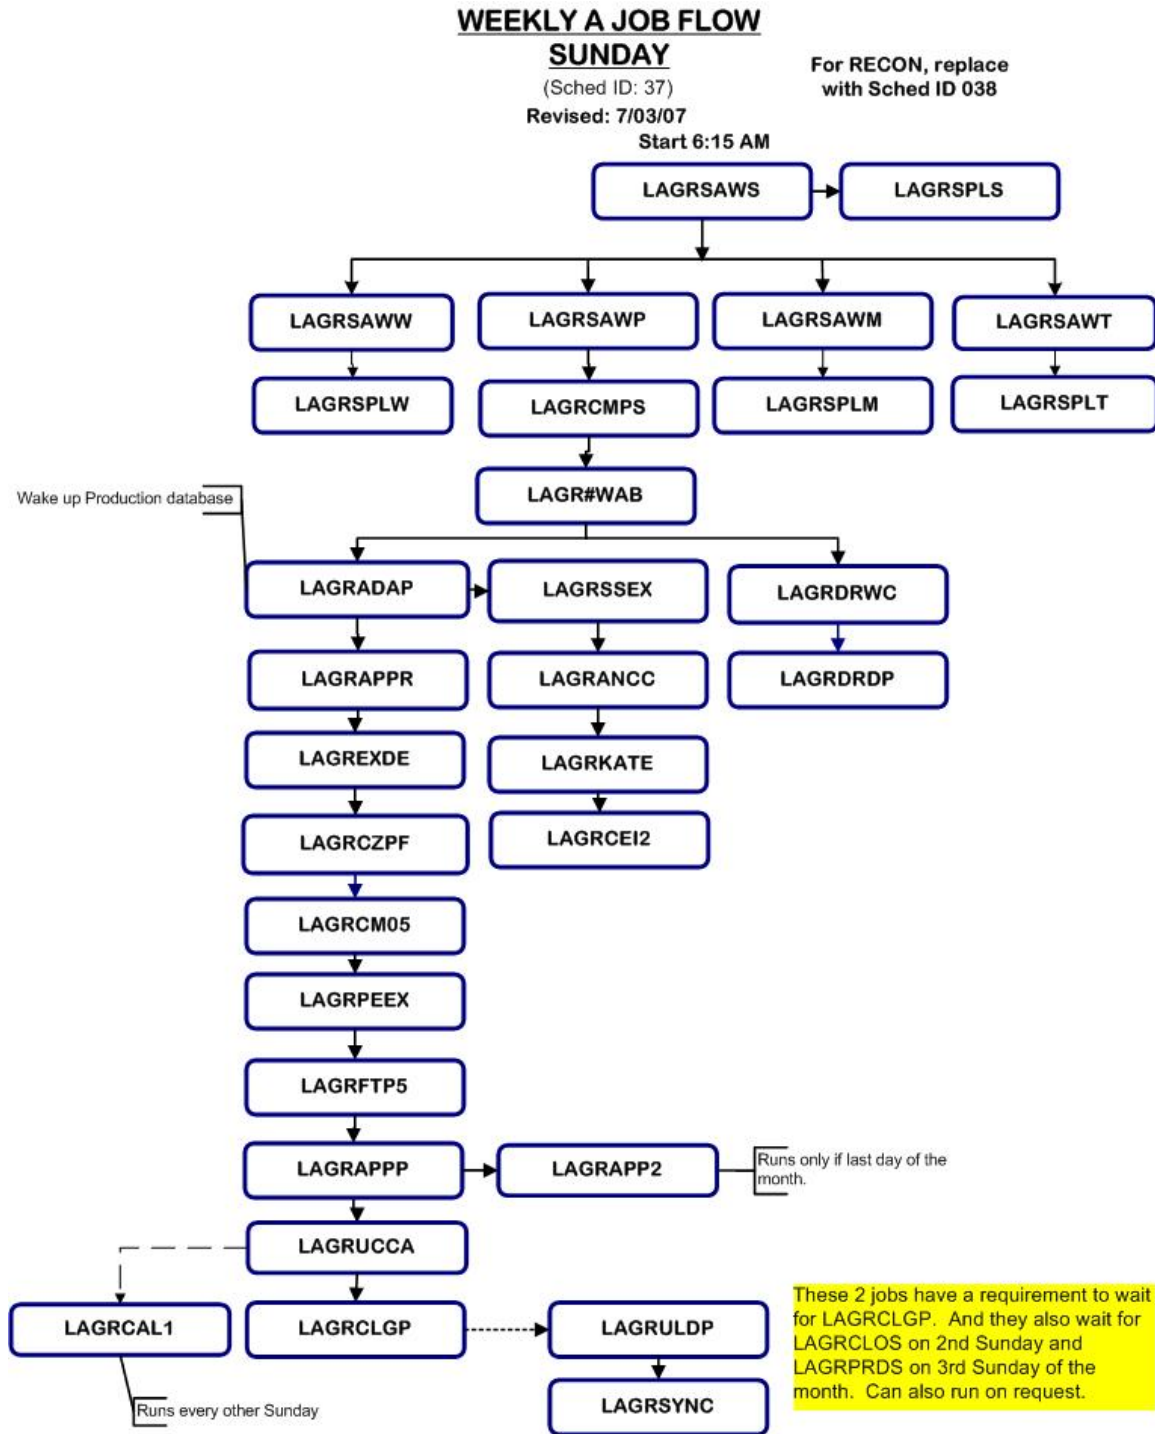 WEEKLY A JOB FLOW
SUNDAY
(Sched ID: 37)
Revised: 7/03/07
For RECON, replace
with Sched ID 038
Start 6:15 AM
LAGRSAWS
LAGRSPLS
LAGRSAWW
LAGRSAWP
LAGRSAWM
LAGRSAWT
LAGRSPLW
LAGRCMPS
LAGRSPLM
LAGRSPLT
LAGR#WAB
Wake up Production database
LAGRADAP
LAGRSSEX
LAGRDRWC
LAGRAPPR
LAGRANCC
LAGRDRDP
LAGREXDE
LAGRKATE
LAGRCZPF
LAGRCEI2
LAGRCM05
LAGRPEEX
LAGRFTP5
LAGRAPPP
LAGRAPP2
Runs only if last day of the
month.
LAGRUCCA
LAGRCAL1
LAGRCLGP
LAGRULDP
These 2 jobs have a requirement to wait
for LAGRCLGP. And they also wait for
LAGRCLOS on 2nd Sunday and
LAGRPRDS on 3rd Sunday of the
month. Can also run on request.
Runs every other Sunday
LAGRSYNC